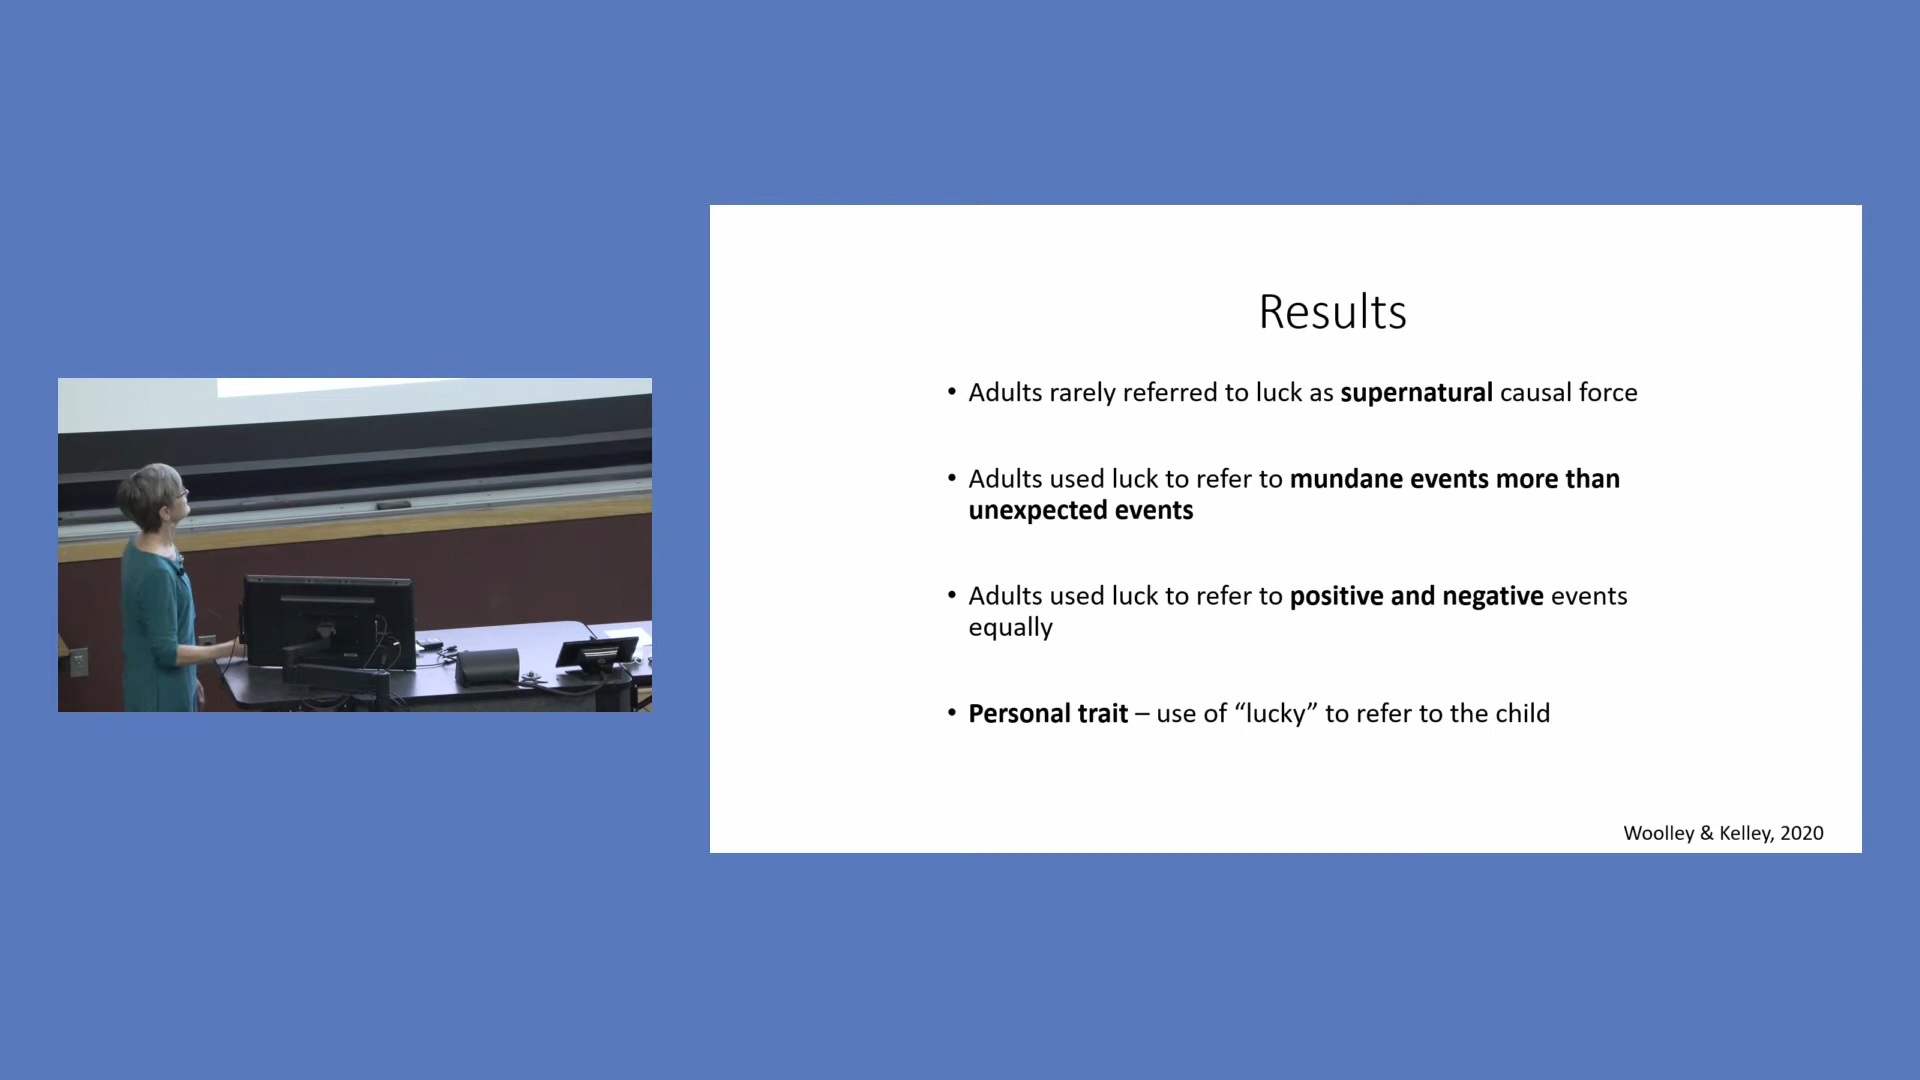 Results
• Adults rarely referred to luck as supernatural causal force
• Adults used luck to refer to mundane events more than
unexpected events
• Adults used luck to refer to positive and negative events
equally
• Personal trait – use of “lucky” to refer to the child
Woolley & Kelley, 2020